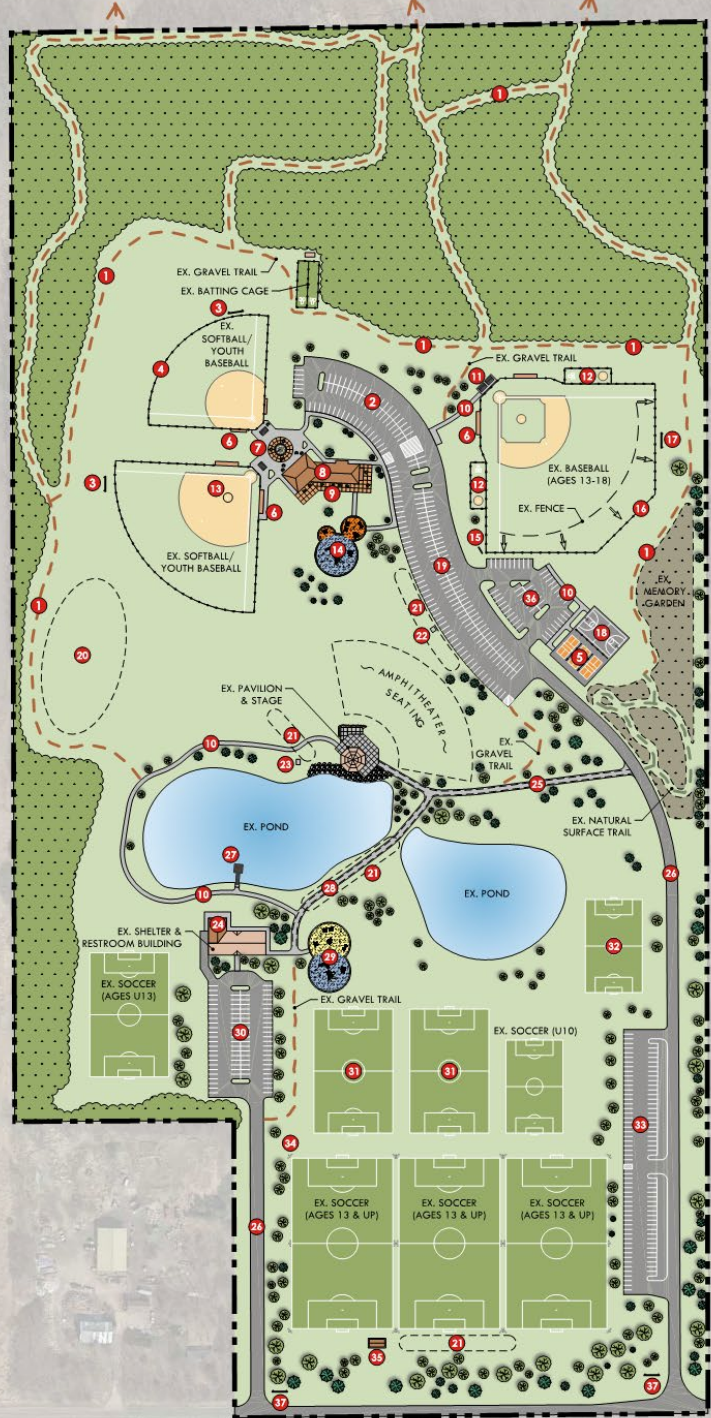 1
1
EX. GRAVEL TRAIL
EX. BATTING CAGE
3
EX.
SOFTBALL/
YOUTH
BASEBALL
4
1
1
2
EX. GRAVEL TRAIL
11
10
12
6
6
7
8
9
EX. BASEBALL
(AGES 13-18)
17
12
EX. FENCE
16
3
13
6
EX. SOFTBALL/
YOUTH BASEBALL
15
14
1
19
36
10
EX.
MEMORY
GARDEN
1
21
22
18
5
20
AMPHITHEATER
SEATING
EX. PAVILION
& STAGE
10
21
23
EX.
GRAVEL
TRAIL
25
EX. NATURAL
SURFACE TRAIL
EX. POND
27
21
26
28
10
EX. POND
24
EX. SHELTER &
RESTROOM BUILDING
32
29
EX. SOCCER
(AGES U13)
EX. GRAVEL TRAIL
30
EX. SOCCER (U10)
31
31
33
34
EX. SOCCER
(AGES 13 & UP)
EX. SOCCER
(AGES 13 & UP)
EX. SOCCER
(AGES 13 & UP)
26
35
21
37
37